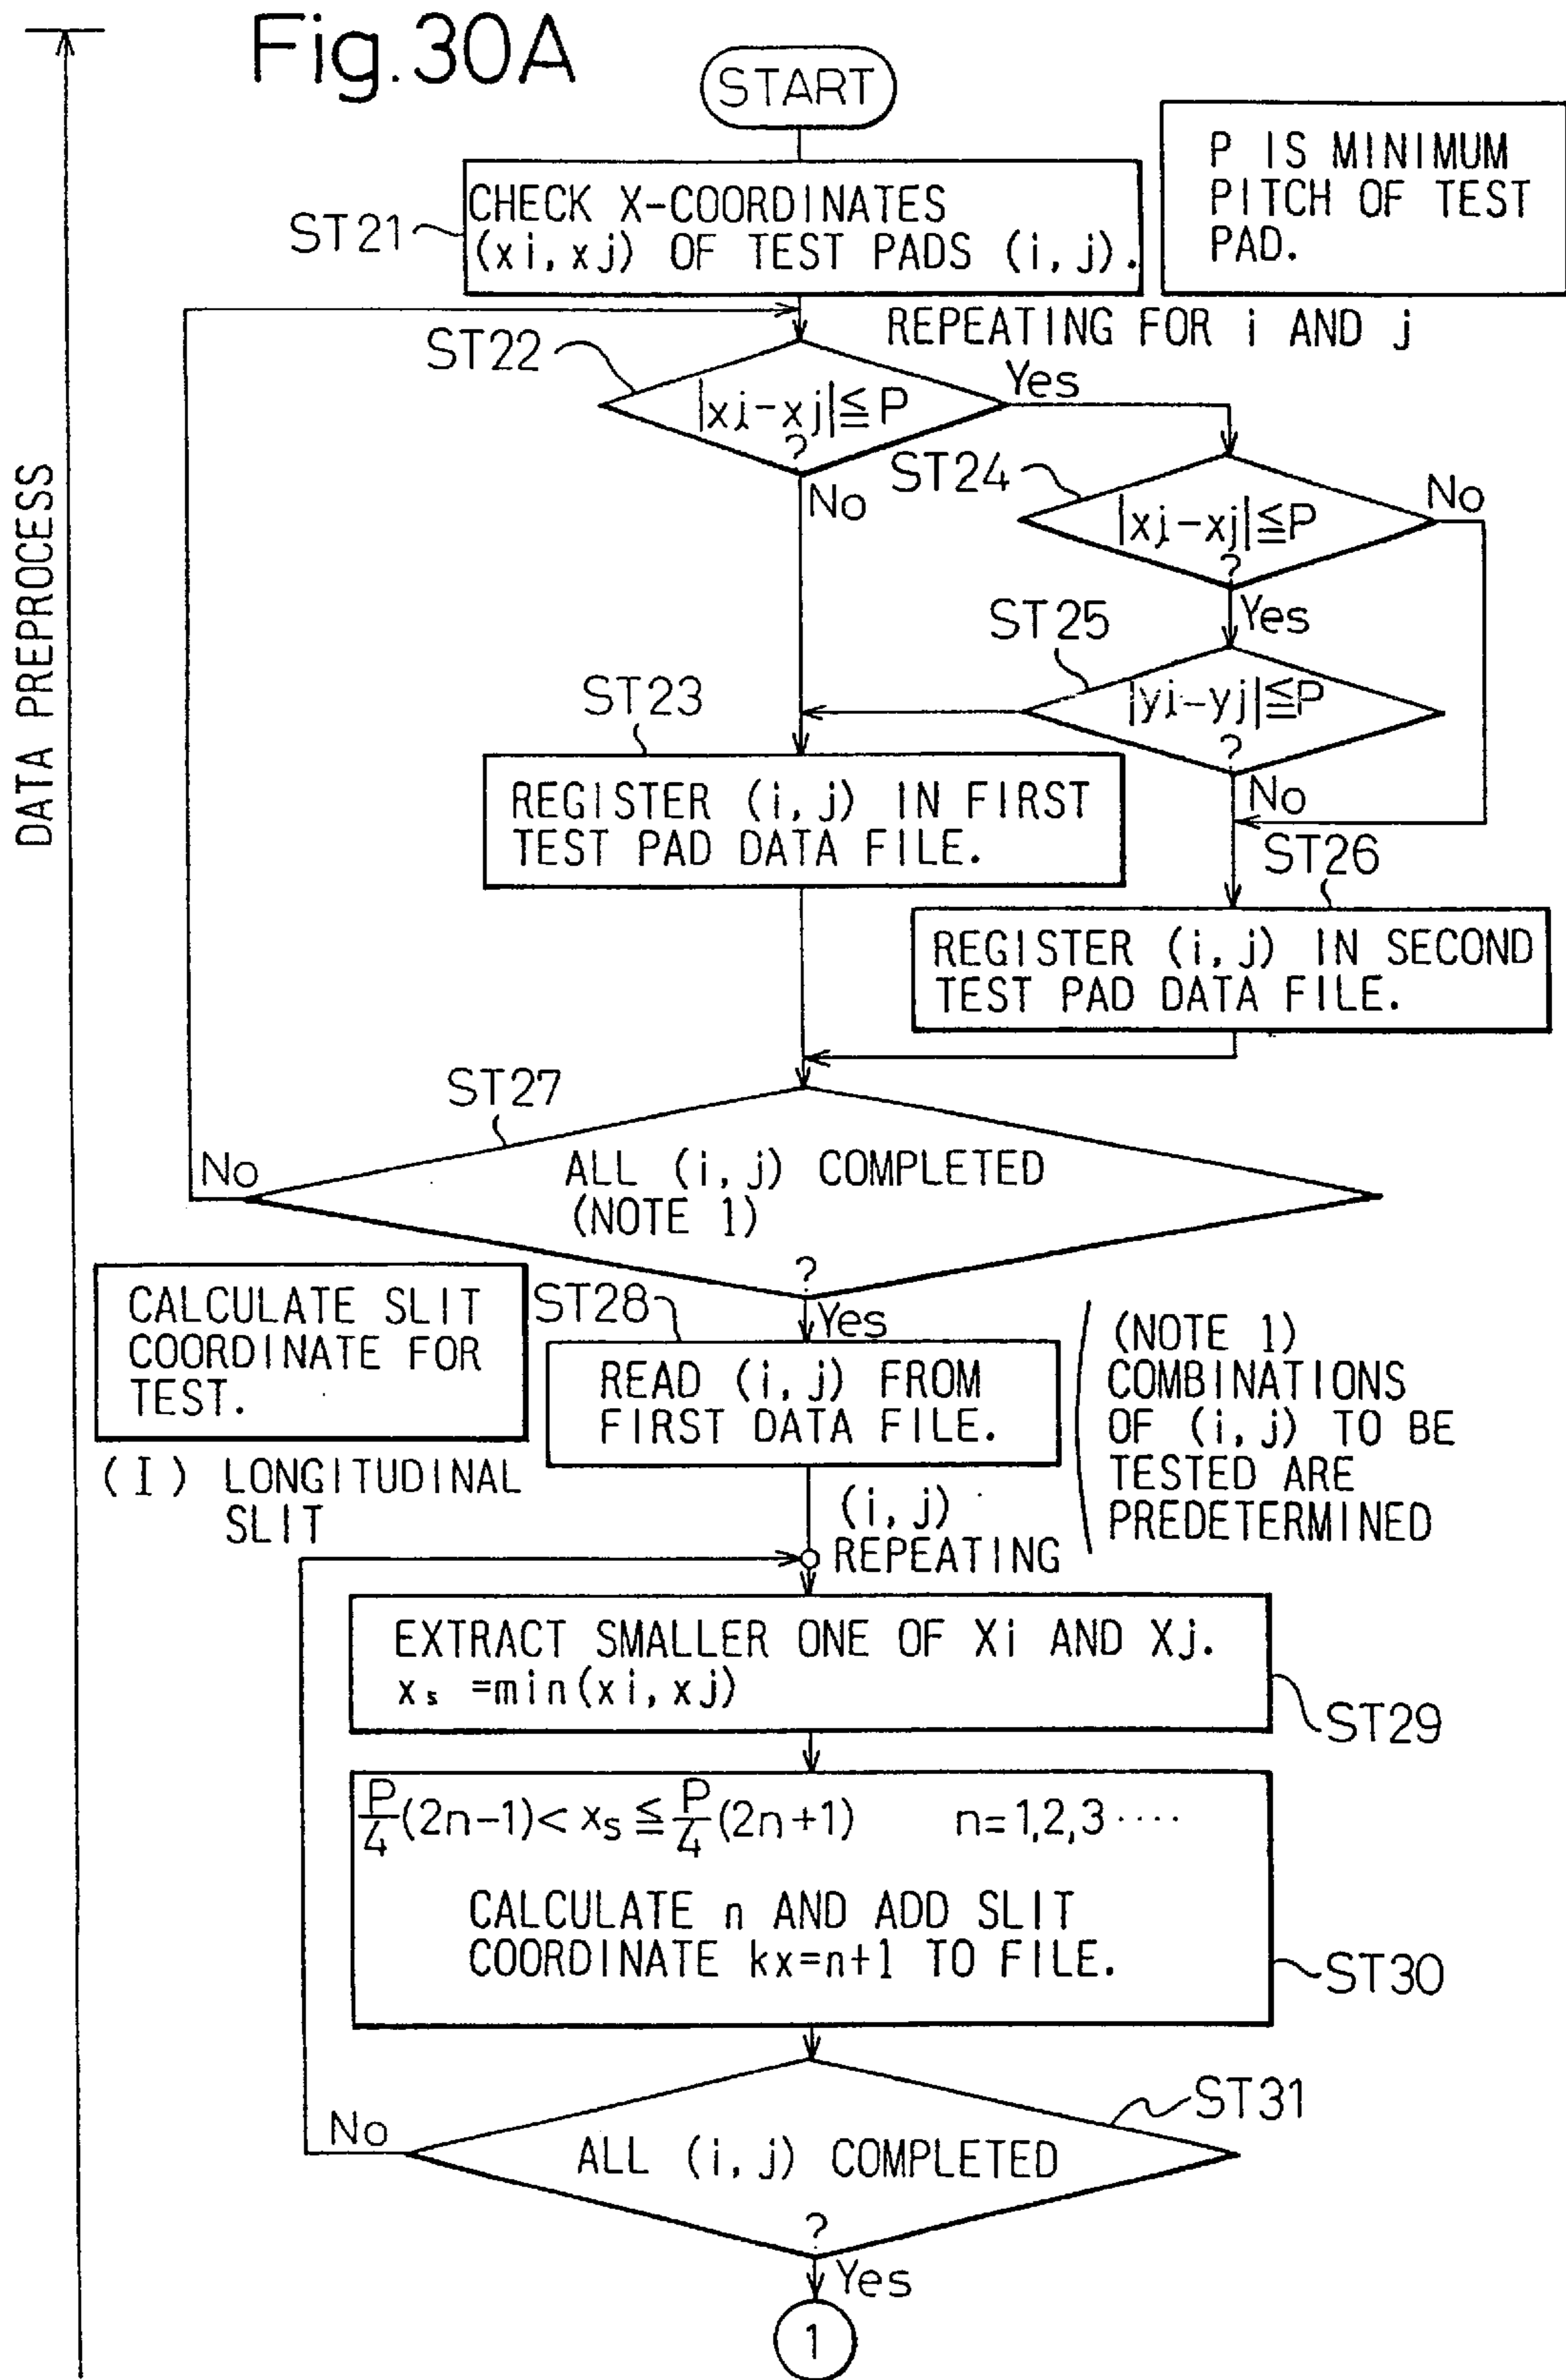 Fig.30A
START
P IS MINIMUM
PITCH OF TEST
PAD.
ST21
CHECK X-COORDINATES
(xi, xj) OF TEST PADS (i, j).
REPEATING FOR i AND j
ST22
|xi-xj|≦P
?
Yes
No
ST24
|xj-xj|≦P
?
No
Yes
ST25
|yi-yj|≦P
?
No
ST23
REGISTER (i, j) IN FIRST
TEST PAD DATA FILE.
ST26
REGISTER (i, j) IN SECOND
TEST PAD DATA FILE.
DATA PREPROCESS
ST27
No
ALL (i, j) COMPLETED
(NOTE 1)
?
Yes
CALCULATE SLIT
COORDINATE FOR
TEST.
(I) LONGITUDINAL
SLIT
ST28
READ (i, j) FROM
FIRST DATA FILE.
(NOTE 1)
COMBINATIONS
OF (i, j) TO BE
TESTED ARE
PREDETERMINED
(i, j)
REPEATING
EXTRACT SMALLER ONE OF Xi AND Xj.
xs =min(xi, xj)
ST29
P/4(2n-1)< xs ≦ P/4(2n+1) n=1,2,3 ····
CALCULATE n AND ADD SLIT
COORDINATE kx=n+1 TO FILE.
ST30
ST31
No
ALL (i, j) COMPLETED
?
Yes
1